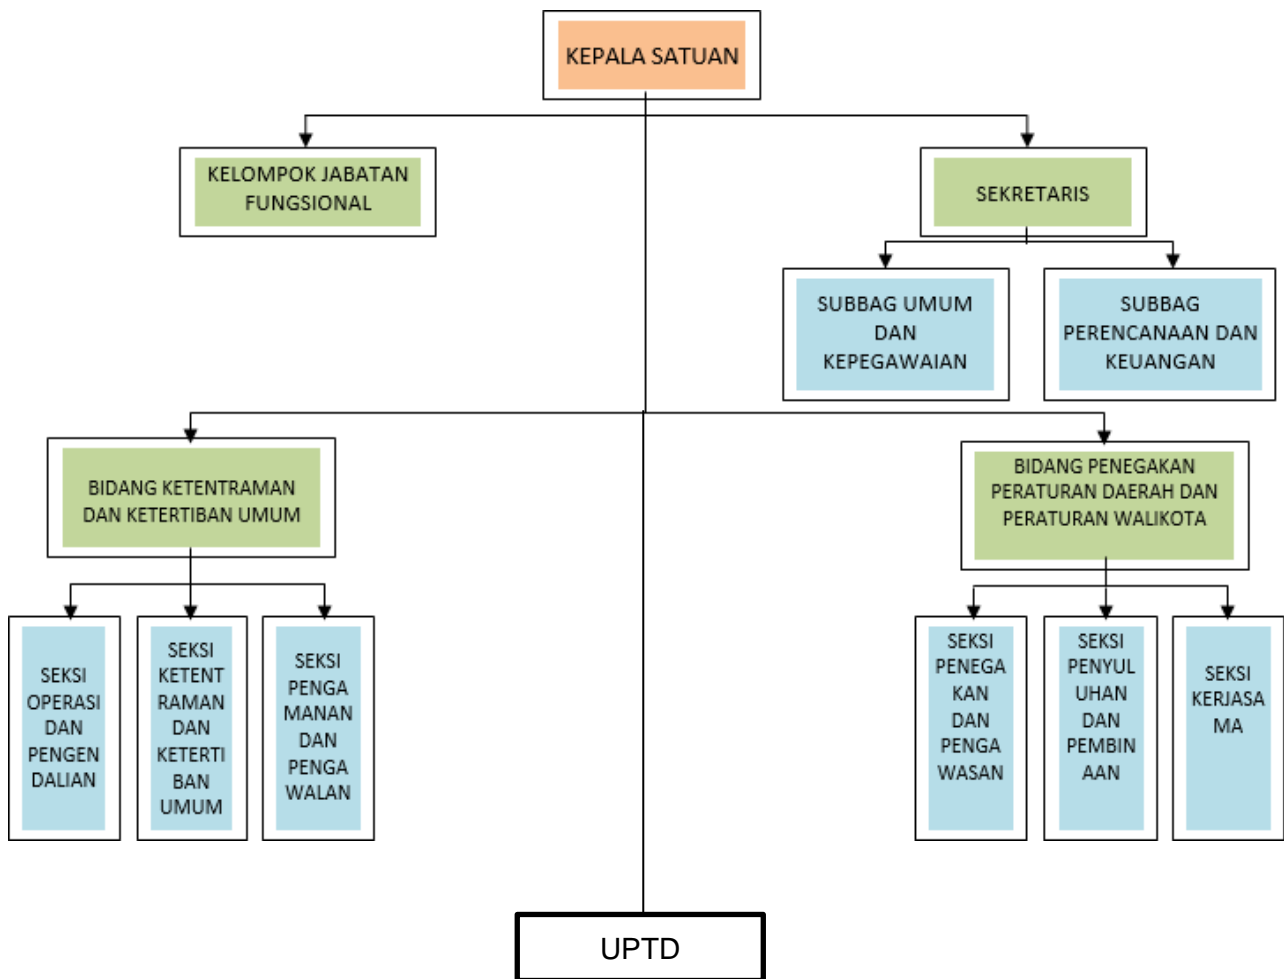 KEPALA SATUAN
KELOMPOK JABATAN
FUNGSIONAL
SEKRETARIS
SUBBAG UMUM
DAN
KEPEGAWAIAN
SUBBAG
PERENCANAAN DAN
KEUANGAN
BIDANG KETENTRAMAN
DAN KETERTIBAN UMUM
BIDANG PENEGAKAN
PERATURAN DAERAH DAN
PERATURAN WALIKOTA
SEKSI
OPERASI
DAN
PENGEN
DALIAN
SEKSI
KETENT
RAMAN
DAN
KETERTI
BAN
UMUM
SEKSI
PENGA
MANAN
DAN
PENGA
WALAN
SEKSI
PENEGA
KAN
DAN
PENGA
WASAN
SEKSI
PENYUL
UHAN
DAN
PEMBIN
AAN
SEKSI
KERJASA
MA
UPTD